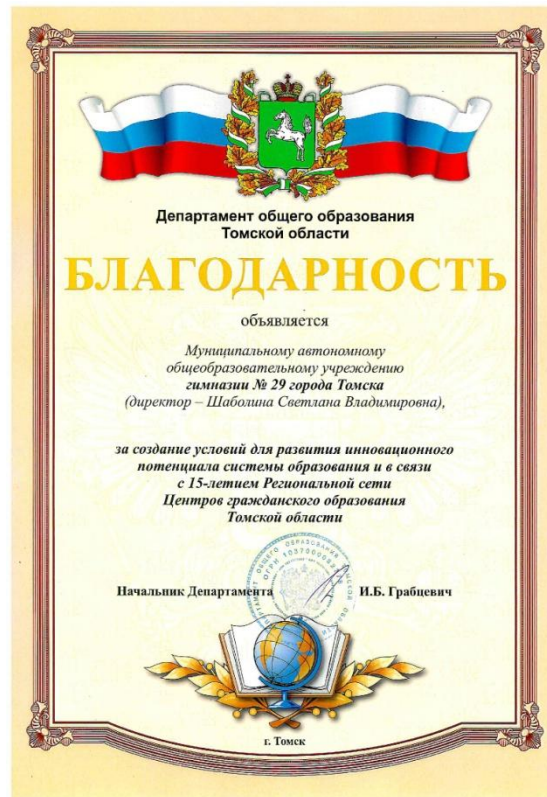 Департамент общего образования
Томской области
БЛАГОДАРНОСТЬ
объявляется
Муниципальному автономному
общеобразовательному учреждению
гимназии № 29 города Томска
(директор – Шаболина Светлана Владимировна),
за создание условий для развития инновационного
потенциала системы образования и в связи
с 15-летием Региональной сети
Центров гражданского образования
Томской области
Начальник Департамента И.Б. Грабцевич
г. Томск